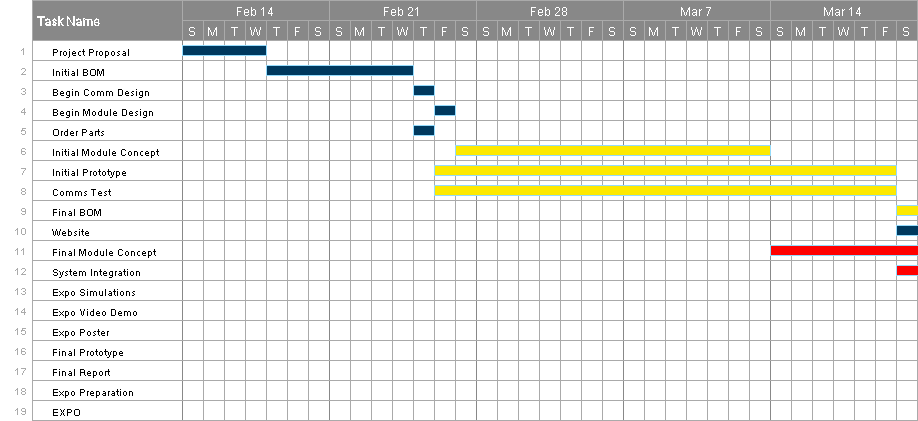 Task Name Feb 14 Feb 21 Feb 28 Mar 7 Mar 14
S M T W T F S S M T W T F S S M T W T F S S M T W T F S S M T W T F S
1 Project Proposal
2 Initial BOM
3 Begin Comm Design
4 Begin Module Design
5 Order Parts
6 Initial Module Concept
7 Initial Prototype
8 Comms Test
9 Final BOM
10 Website
11 Final Module Concept
12 System Integration
13 Expo Simulations
14 Expo Video Demo
15 Expo Poster
16 Final Prototype
17 Final Report
18 Expo Preparation
19 EXPO